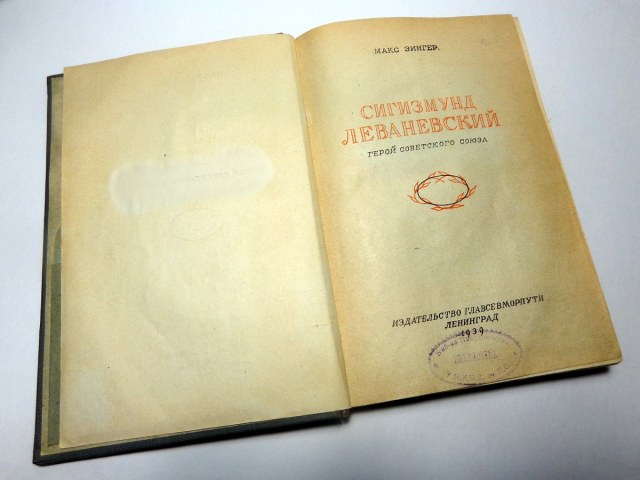 МАКС ЗИНГЕР.
СИГИЗМУНД
ЛЕВАНЕВСКИЙ
ГЕРОЙ СОВЕТСКОГО СОЮЗА
ИЗДАТЕЛЬСТВО ГЛАВСЕВМОРПУТИ
ЛЕНИНГРАД
1939